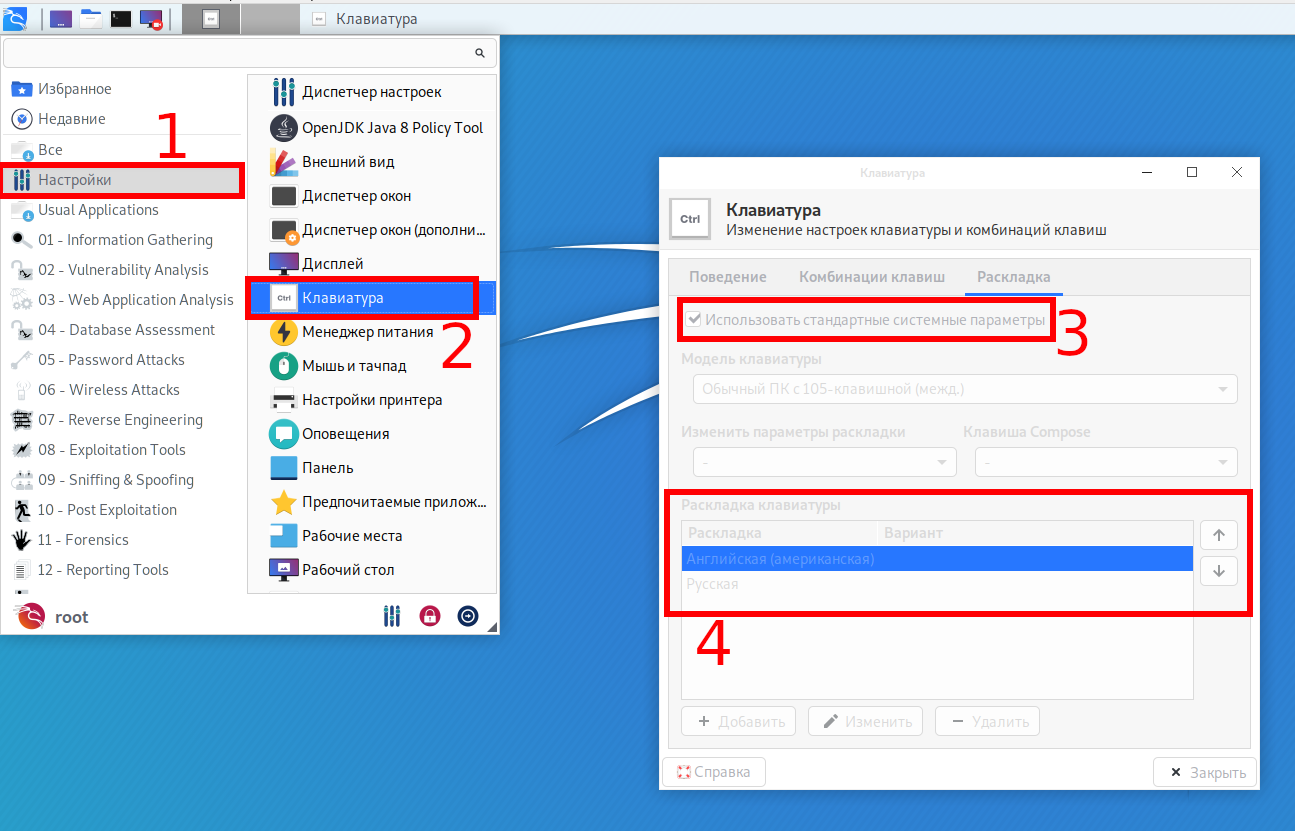 Клавиатура
Избранное
Недавние
1
Все
Настройки
Usual Applications
01 - Information Gathering
02 - Vulnerability Analysis
03 - Web Application Analysis
04 - Database Assessment
05 - Password Attacks
06 - Wireless Attacks
07 - Reverse Engineering
08 - Exploitation Tools
09 - Sniffing & Spoofing
10 - Post Exploitation
11 - Forensics
12 - Reporting Tools
root
Диспетчер настроек
OpenJDK Java 8 Policy Tool
Внешний вид
Диспетчер окон
Диспетчер окон (дополни...
Дисплей
Ctrl Клавиатура
2
Менеджер питания
Мышь и тачпад
Настройки принтера
Оповещения
Панель
Предпочитаемые прилож...
Рабочие места
Рабочий стол
Клавиатура
Ctrl
Клавиатура
Изменение настроек клавиатуры и комбинаций клавиш
Поведение Комбинации клавиш Раскладка
Использовать стандартные системные параметры
3
Модель клавиатуры
Обычный ПК с 105-клавишной (межд.)
Изменить параметры раскладки Клавиша Compose
- -
Раскладка клавиатуры
Раскладка Вариант
Английская (американская)
Русская
4
+ Добавить Изменить − Удалить
Справка Закрыть